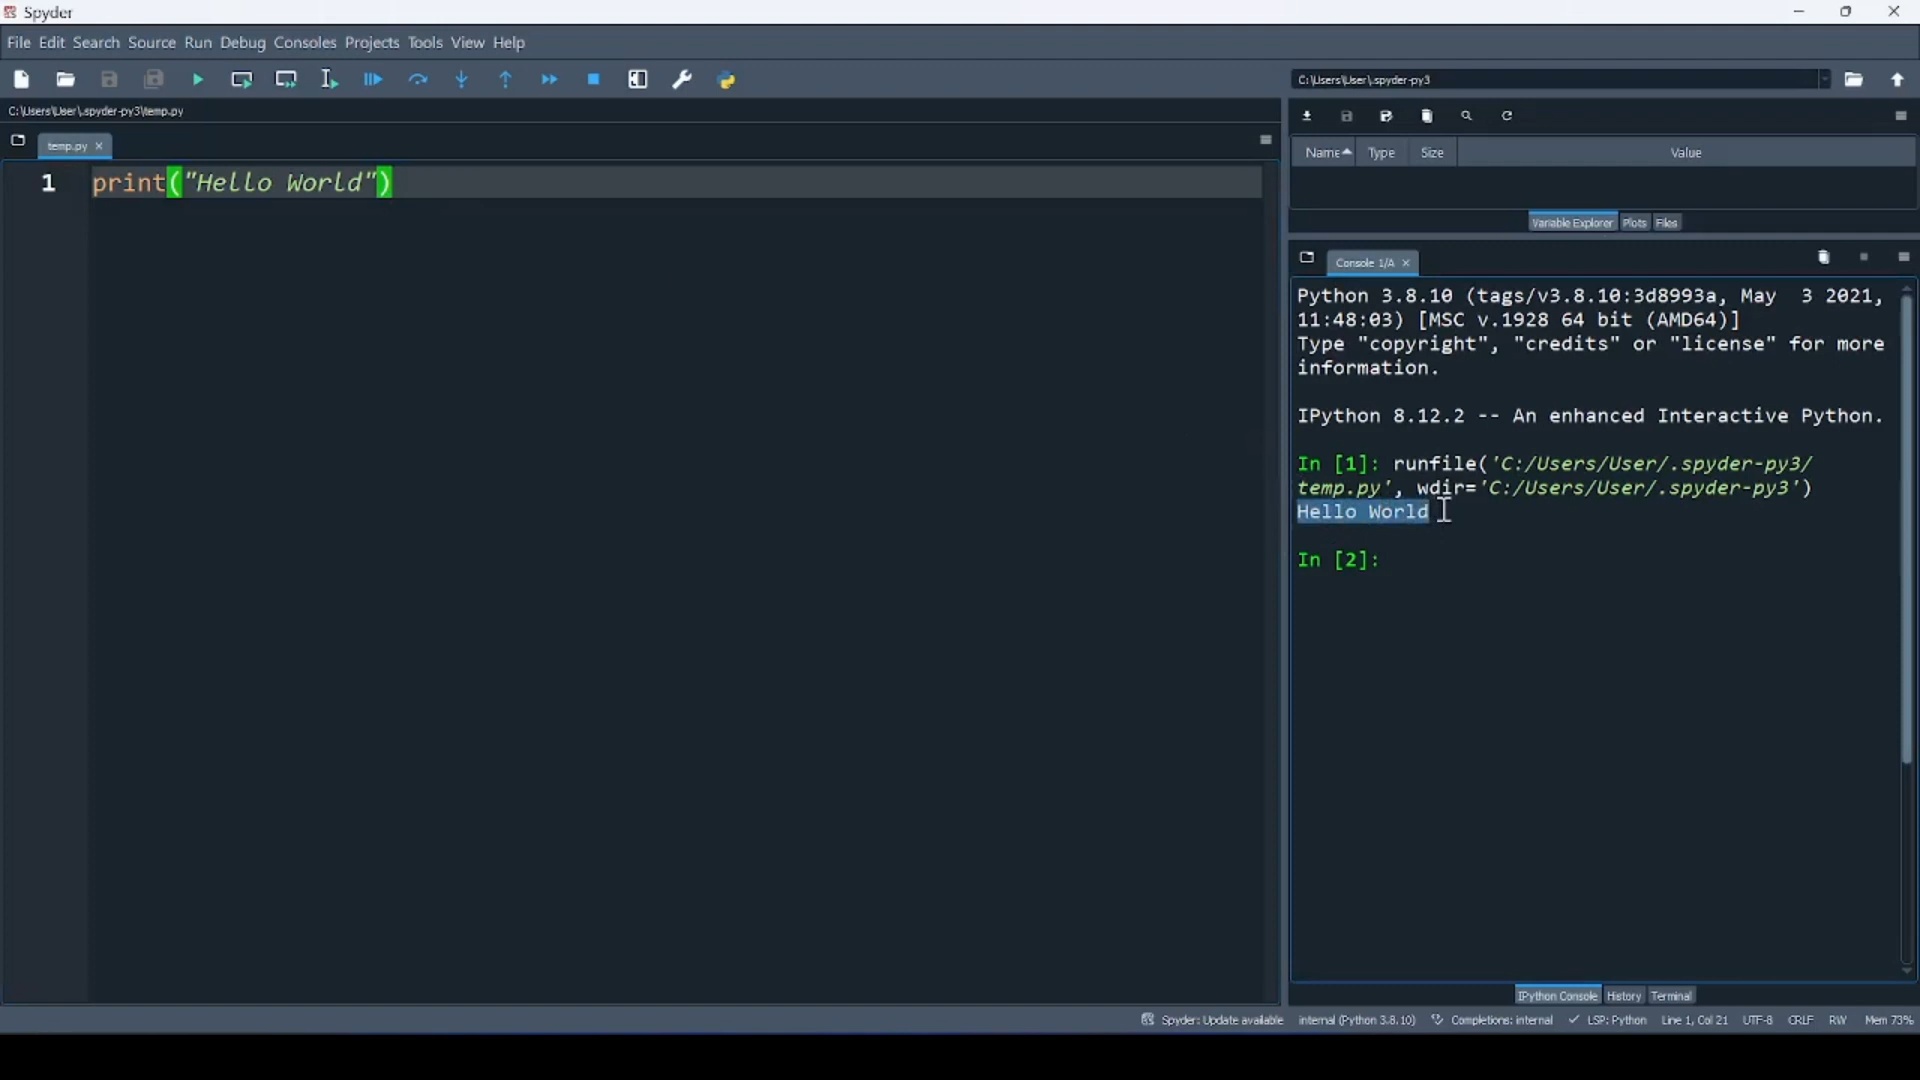 Spyder
File Edit Search Source Run Debug Consoles Projects Tools View Help
C:\Users\User\.spyder-py3
C:\Users\User\.spyder-py3\temp.py
temp.py
Name Type Size Value
1 print("Hello World")
Variable Explorer Plots Files
Console 1/A
Python 3.8.10 (tags/v3.8.10:3d8993a, May  3 2021,
11:48:03) [MSC v.1928 64 bit (AMD64)]
Type "copyright", "credits" or "license" for more
information.
IPython 8.12.2 -- An enhanced Interactive Python.
In [1]: runfile('C:/Users/User/.spyder-py3/
temp.py', wdir='C:/Users/User/.spyder-py3')
Hello World
In [2]:
IPython Console History Terminal
Spyder: Update available internal (Python 3.8.10) Completions: internal LSP: Python Line 1, Col 21 UTF-8 CRLF RW Mem 73%